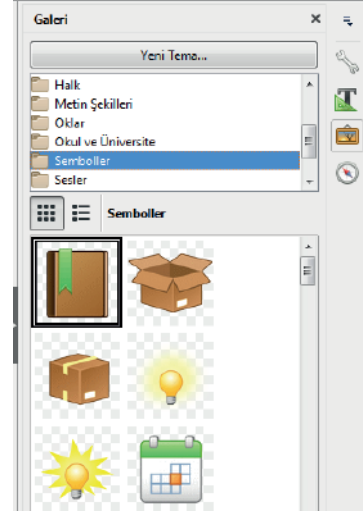 Galeri
Yeni Tema...
Halk
Metin Şekilleri
Oklar
Okul ve Üniversite
Semboller
Sesler
Semboller